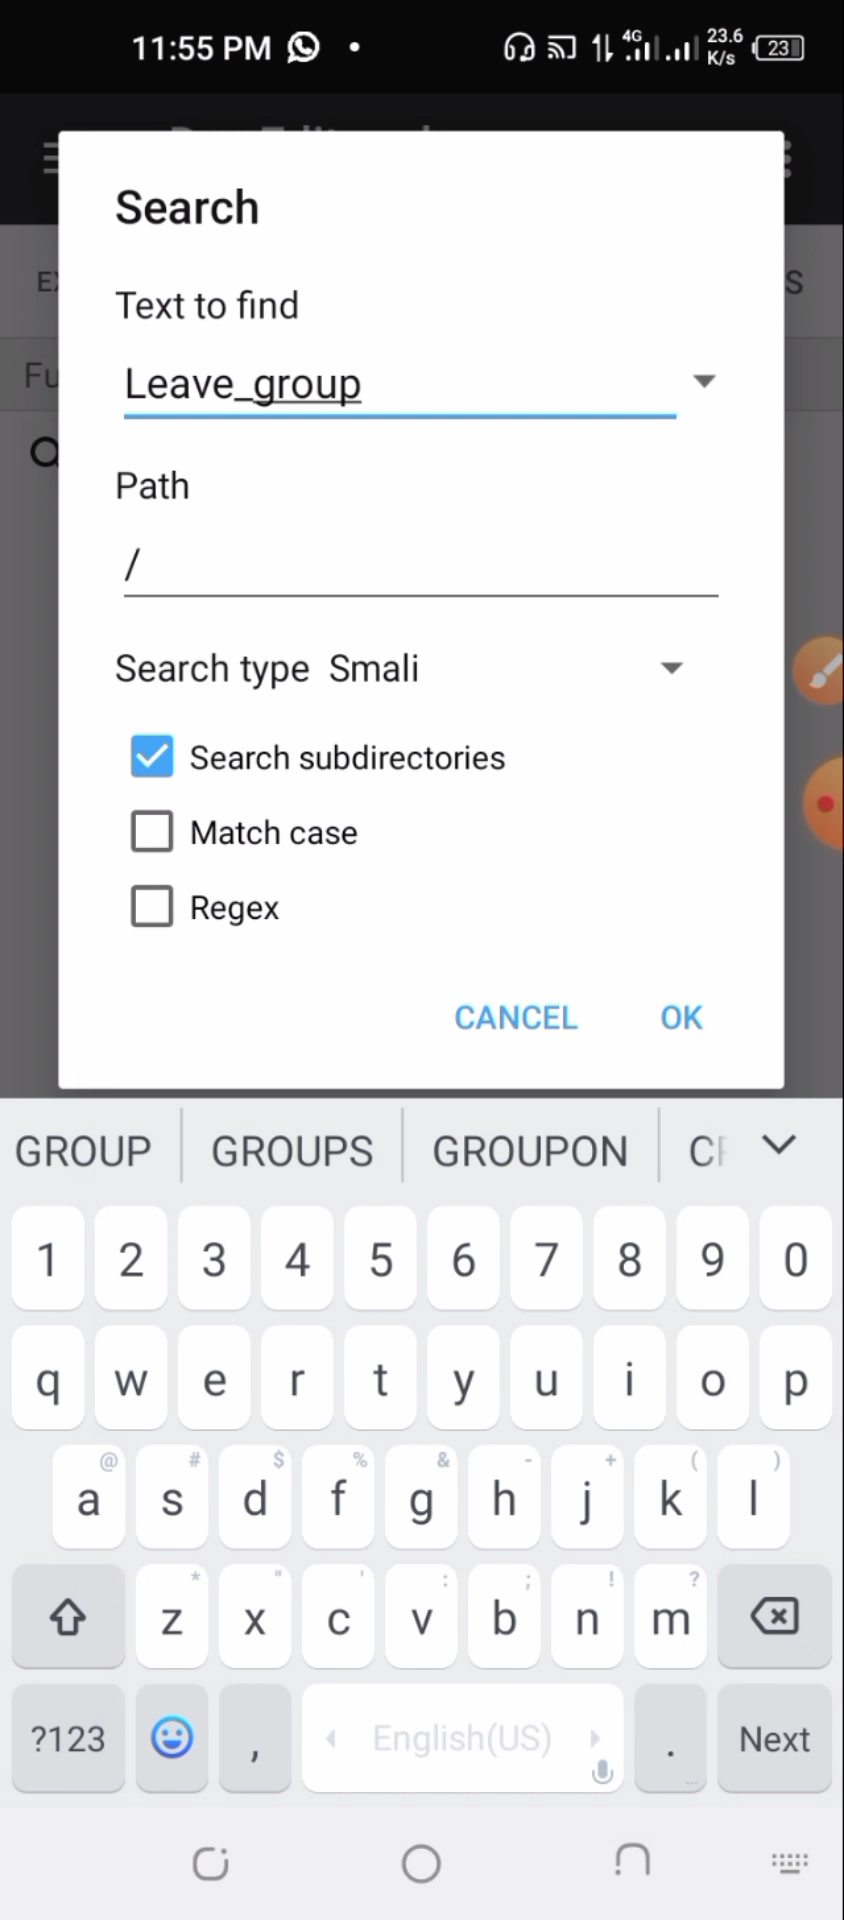 11:55 PM
4G
23.6
K/s
23
Search
Text to find
Leave_group
Path
/
Search type Smali
Search subdirectories
Match case
Regex
CANCEL OK
GROUP GROUPS GROUPON
1 2 3 4 5 6 7 8 9 0
q w e r t y u i o p
@ # $ % & - + ( )
a s d f g h j k l
* " ' : ; ! ?
z x c v b n m
?123 , English(US) . Next